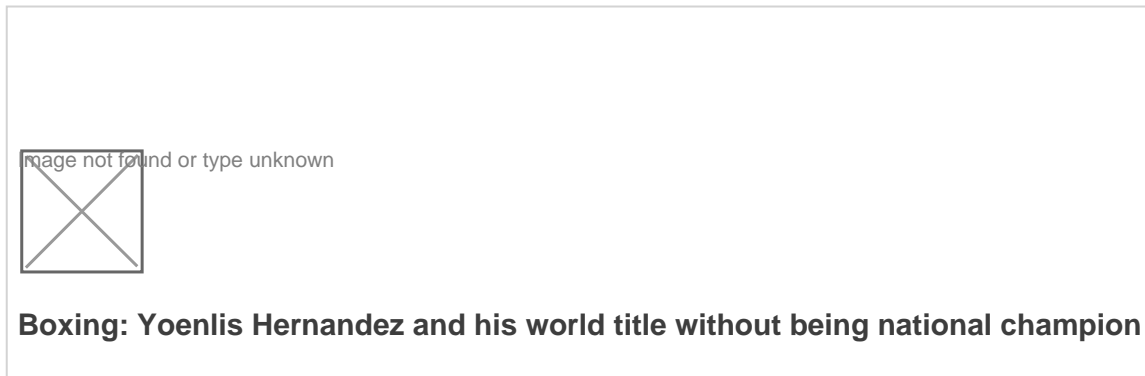 Image not found or type unknown
Boxing: Yoenlis Hernandez and his world title without being national champion